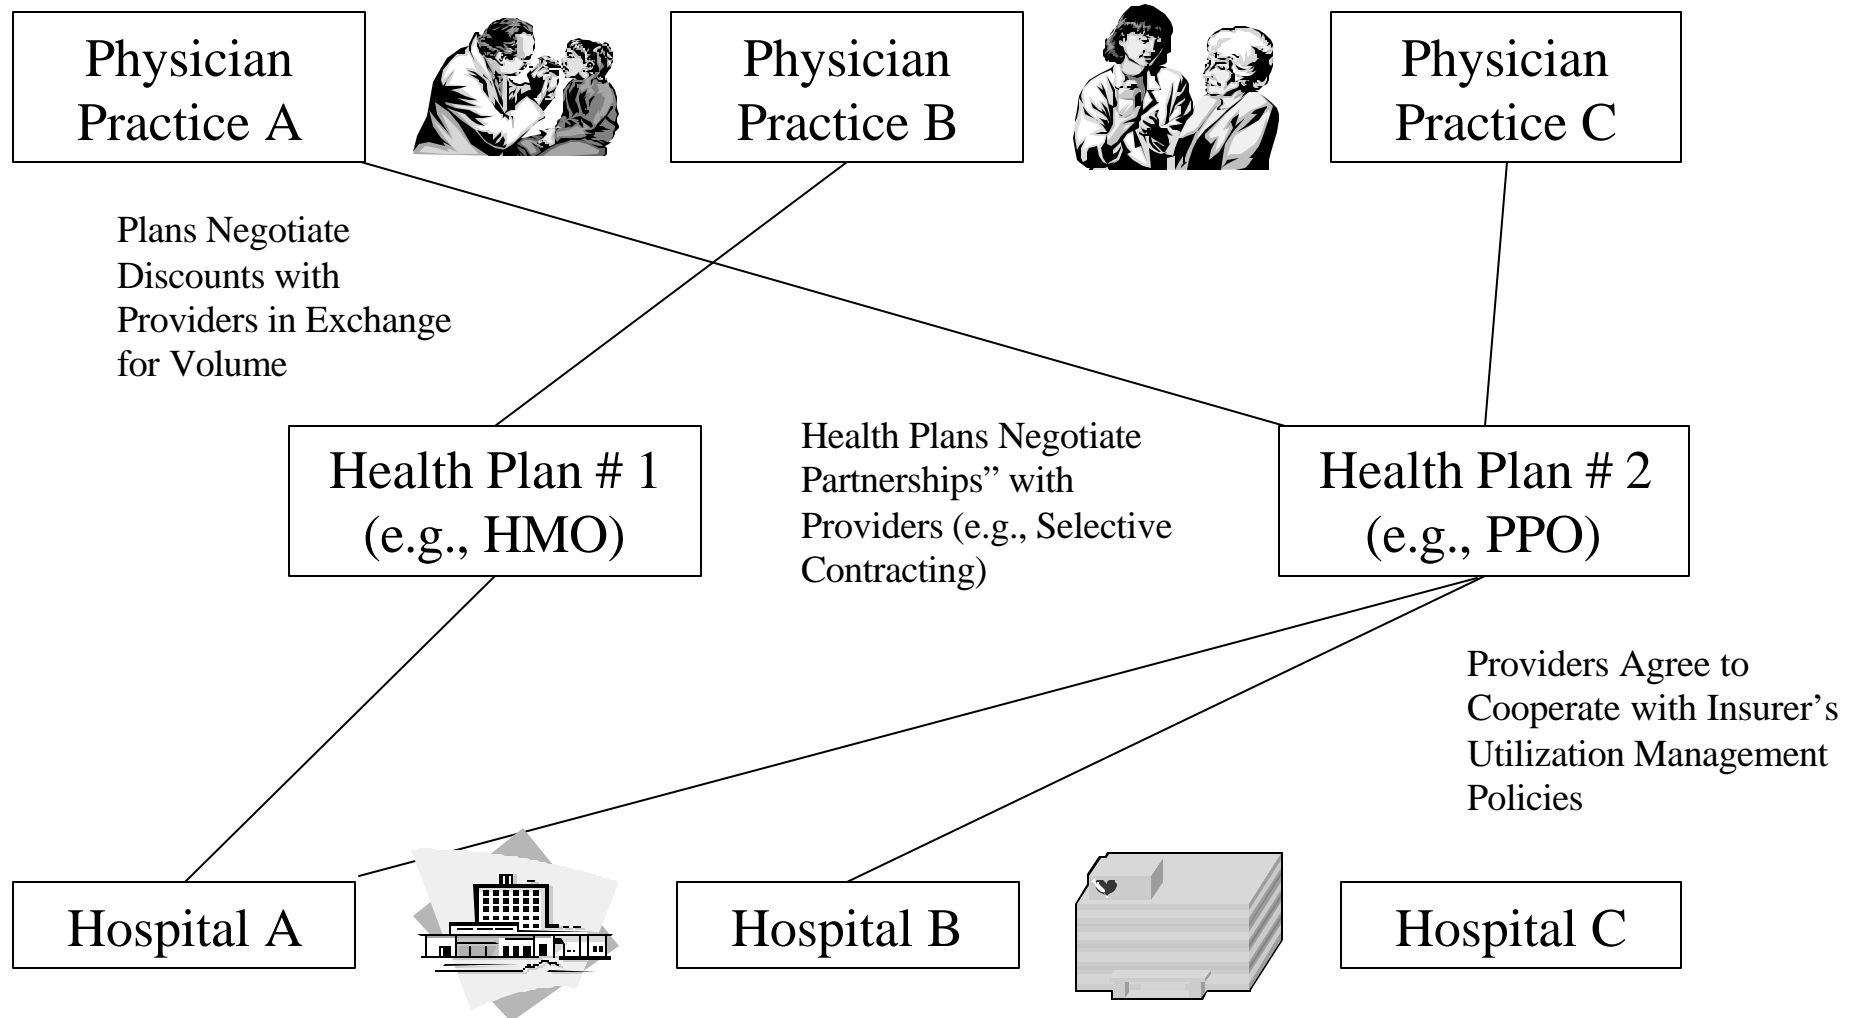 Physician
Practice A
Physician
Practice B
Physician
Practice C
Plans Negotiate
Discounts with
Providers in Exchange
for Volume
Health Plan # 1
(e.g., HMO)
Health Plans Negotiate
Partnerships” with
Providers (e.g., Selective
Contracting)
Health Plan # 2
(e.g., PPO)
Providers Agree to
Cooperate with Insurer’s
Utilization Management
Policies
Hospital A
Hospital B
Hospital C